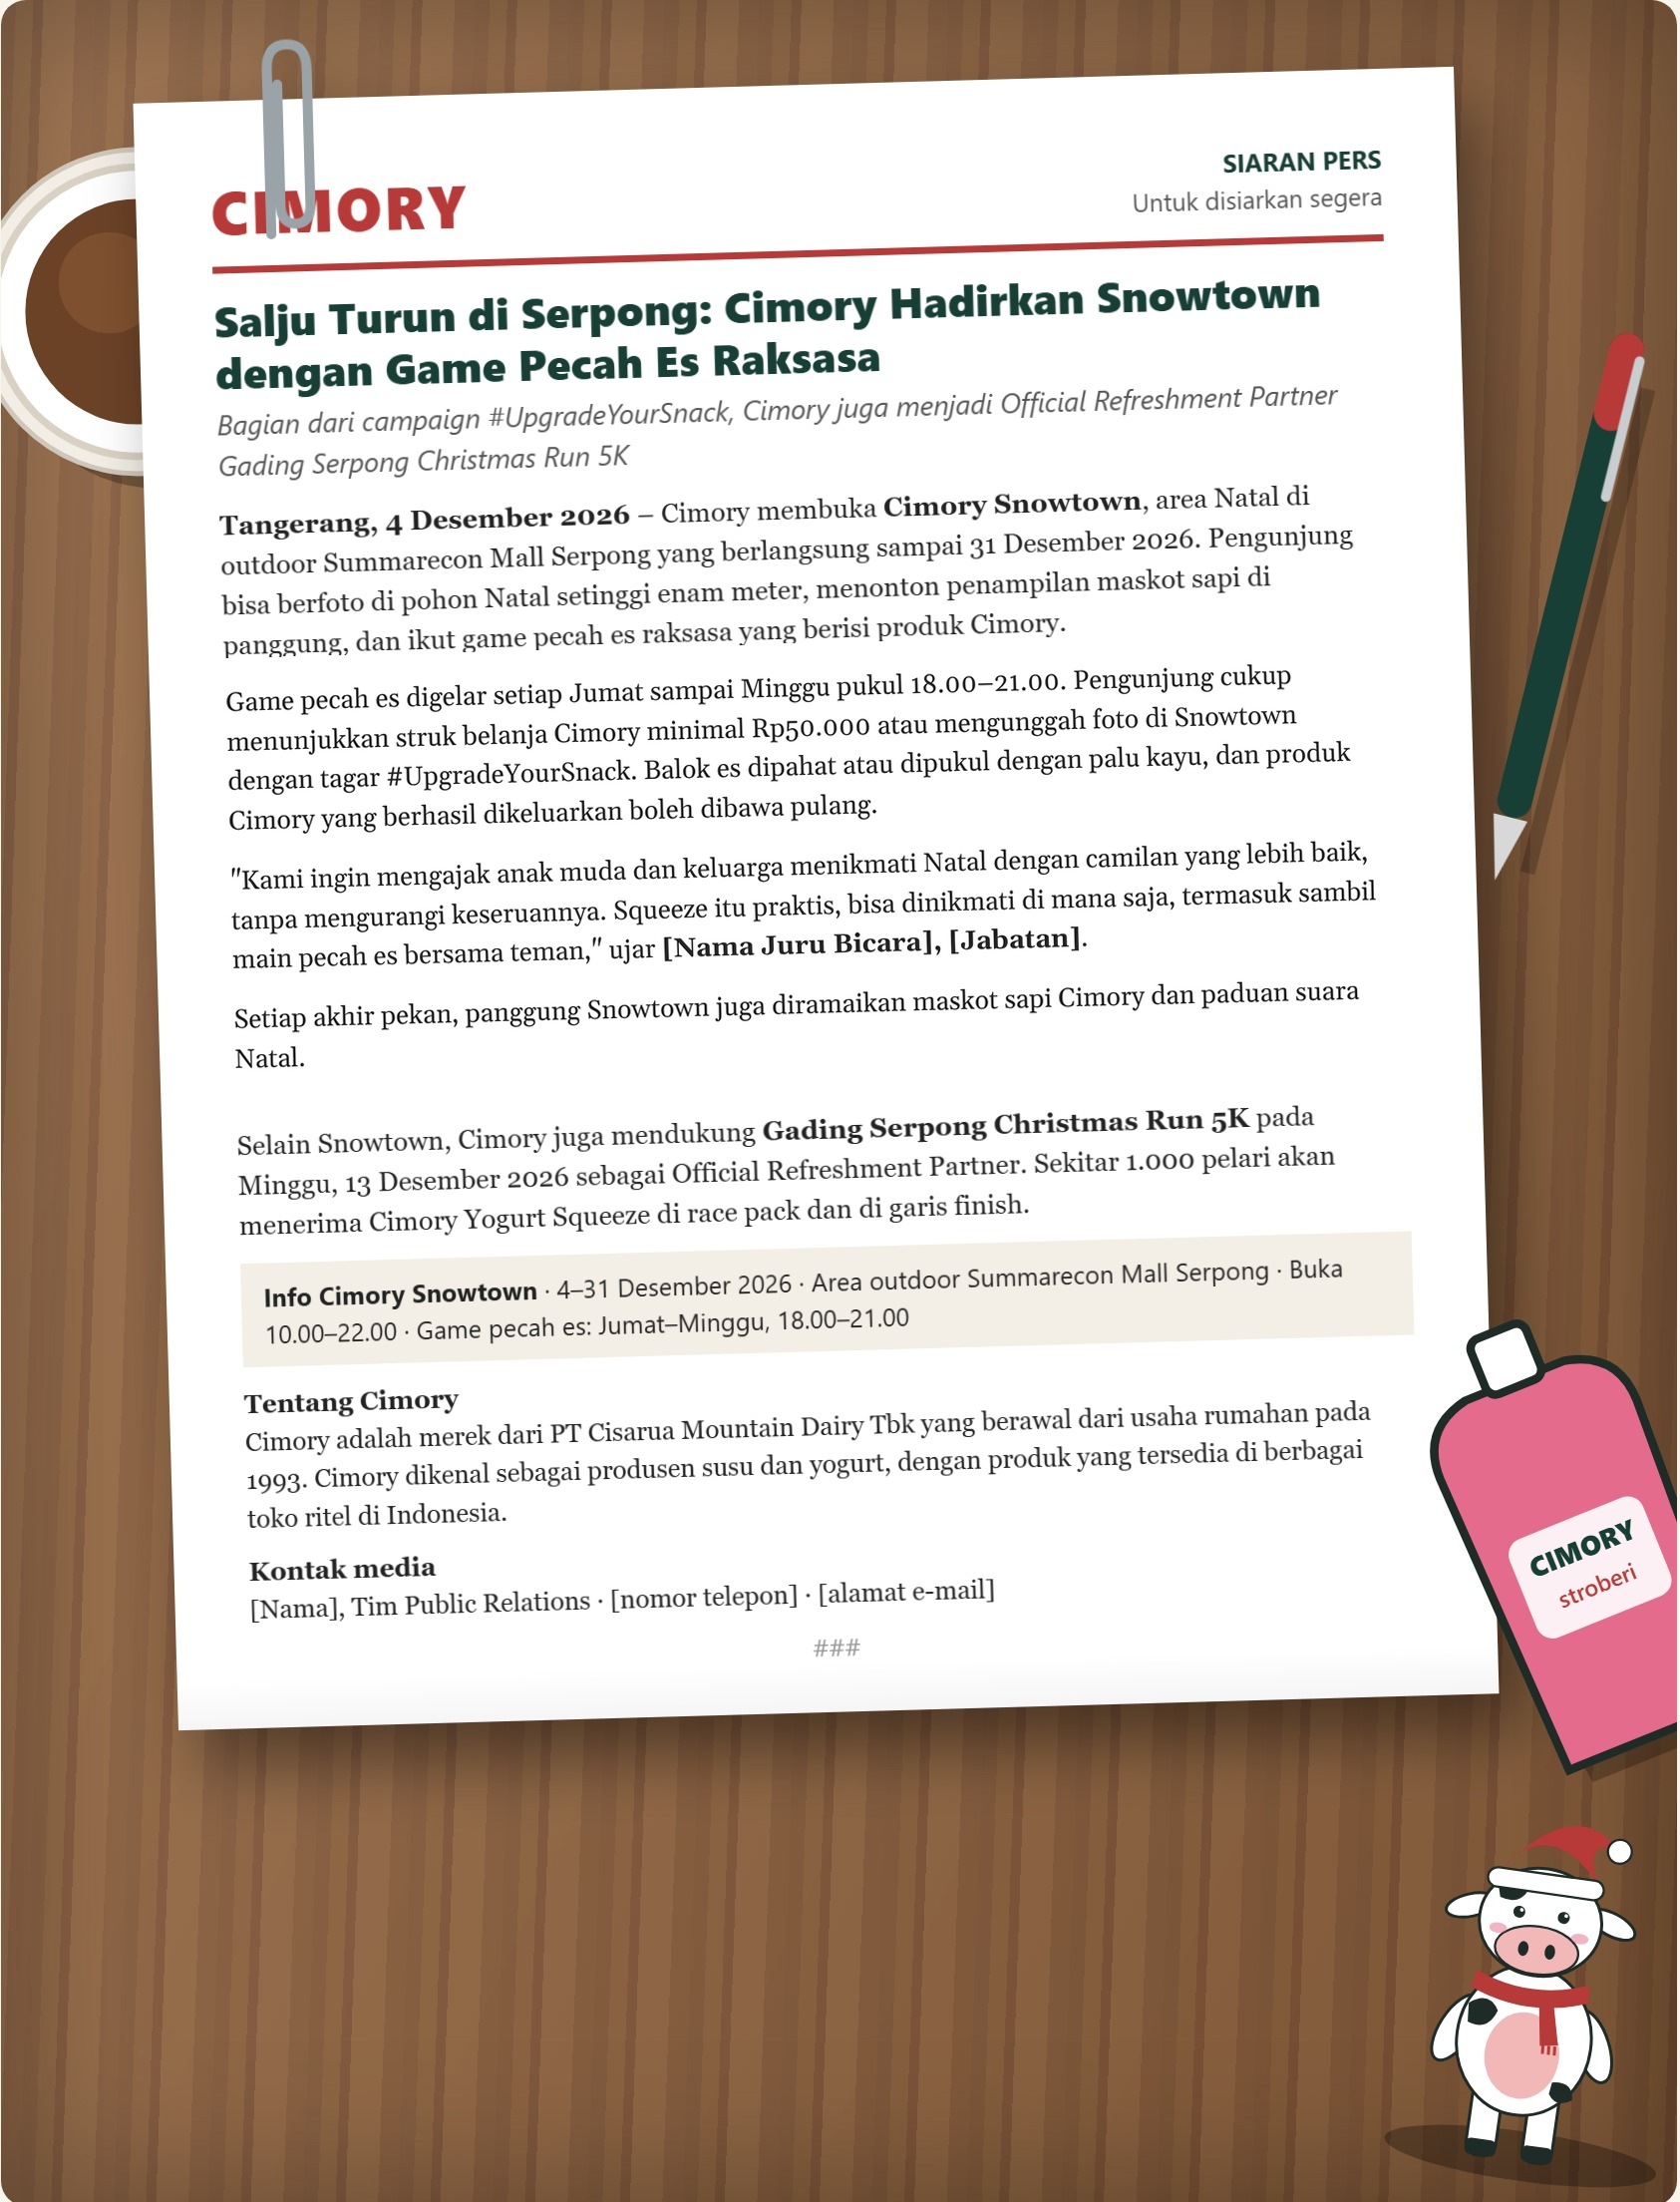 CIMORY
SIARAN PERS
Untuk disiarkan segera
Salju Turun di Serpong: Cimory Hadirkan Snowtown
dengan Game Pecah Es Raksasa
Bagian dari campaign #UpgradeYourSnack, Cimory juga menjadi Official Refreshment Partner
Gading Serpong Christmas Run 5K
Tangerang, 4 Desember 2026 – Cimory membuka Cimory Snowtown, area Natal di
outdoor Summarecon Mall Serpong yang berlangsung sampai 31 Desember 2026. Pengunjung
bisa berfoto di pohon Natal setinggi enam meter, menonton penampilan maskot sapi di
panggung, dan ikut game pecah es raksasa yang berisi produk Cimory.
Game pecah es digelar setiap Jumat sampai Minggu pukul 18.00–21.00. Pengunjung cukup
menunjukkan struk belanja Cimory minimal Rp50.000 atau mengunggah foto di Snowtown
dengan tagar #UpgradeYourSnack. Balok es dipahat atau dipukul dengan palu kayu, dan produk
Cimory yang berhasil dikeluarkan boleh dibawa pulang.
"Kami ingin mengajak anak muda dan keluarga menikmati Natal dengan camilan yang lebih baik,
tanpa mengurangi keseruannya. Squeeze itu praktis, bisa dinikmati di mana saja, termasuk sambil
main pecah es bersama teman," ujar [Nama Juru Bicara], [Jabatan].
Setiap akhir pekan, panggung Snowtown juga diramaikan maskot sapi Cimory dan paduan suara
Natal.
Selain Snowtown, Cimory juga mendukung Gading Serpong Christmas Run 5K pada
Minggu, 13 Desember 2026 sebagai Official Refreshment Partner. Sekitar 1.000 pelari akan
menerima Cimory Yogurt Squeeze di race pack dan di garis finish.
Info Cimory Snowtown · 4–31 Desember 2026 · Area outdoor Summarecon Mall Serpong · Buka
10.00–22.00 · Game pecah es: Jumat–Minggu, 18.00–21.00
Tentang Cimory
Cimory adalah merek dari PT Cisarua Mountain Dairy Tbk yang berawal dari usaha rumahan pada
1993. Cimory dikenal sebagai produsen susu dan yogurt, dengan produk yang tersedia di berbagai
toko ritel di Indonesia.
Kontak media
[Nama], Tim Public Relations · [nomor telepon] · [alamat e-mail]
###
CIMORY
stroberi